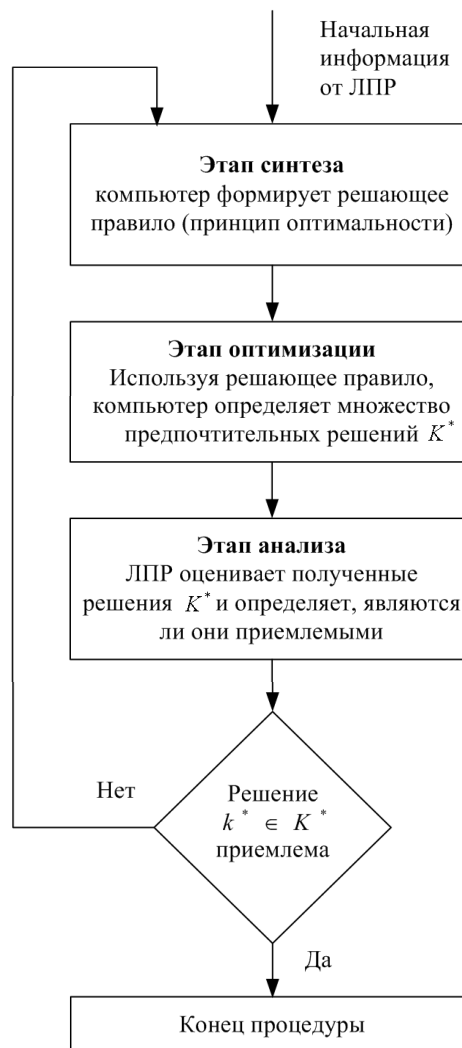 Начальная
информация
от ЛПР
Этап синтеза
компьютер формирует решающее
правило (принцип оптимальности)
Этап оптимизации
Используя решающее правило,
компьютер определяет множество
предпочтительных решений K*
Этап анализа
ЛПР оценивает полученные
решения K* и определяет, являются
ли они приемлемыми
Нет
Решение
k* ∈ K*
приемлема
Да
Конец процедуры